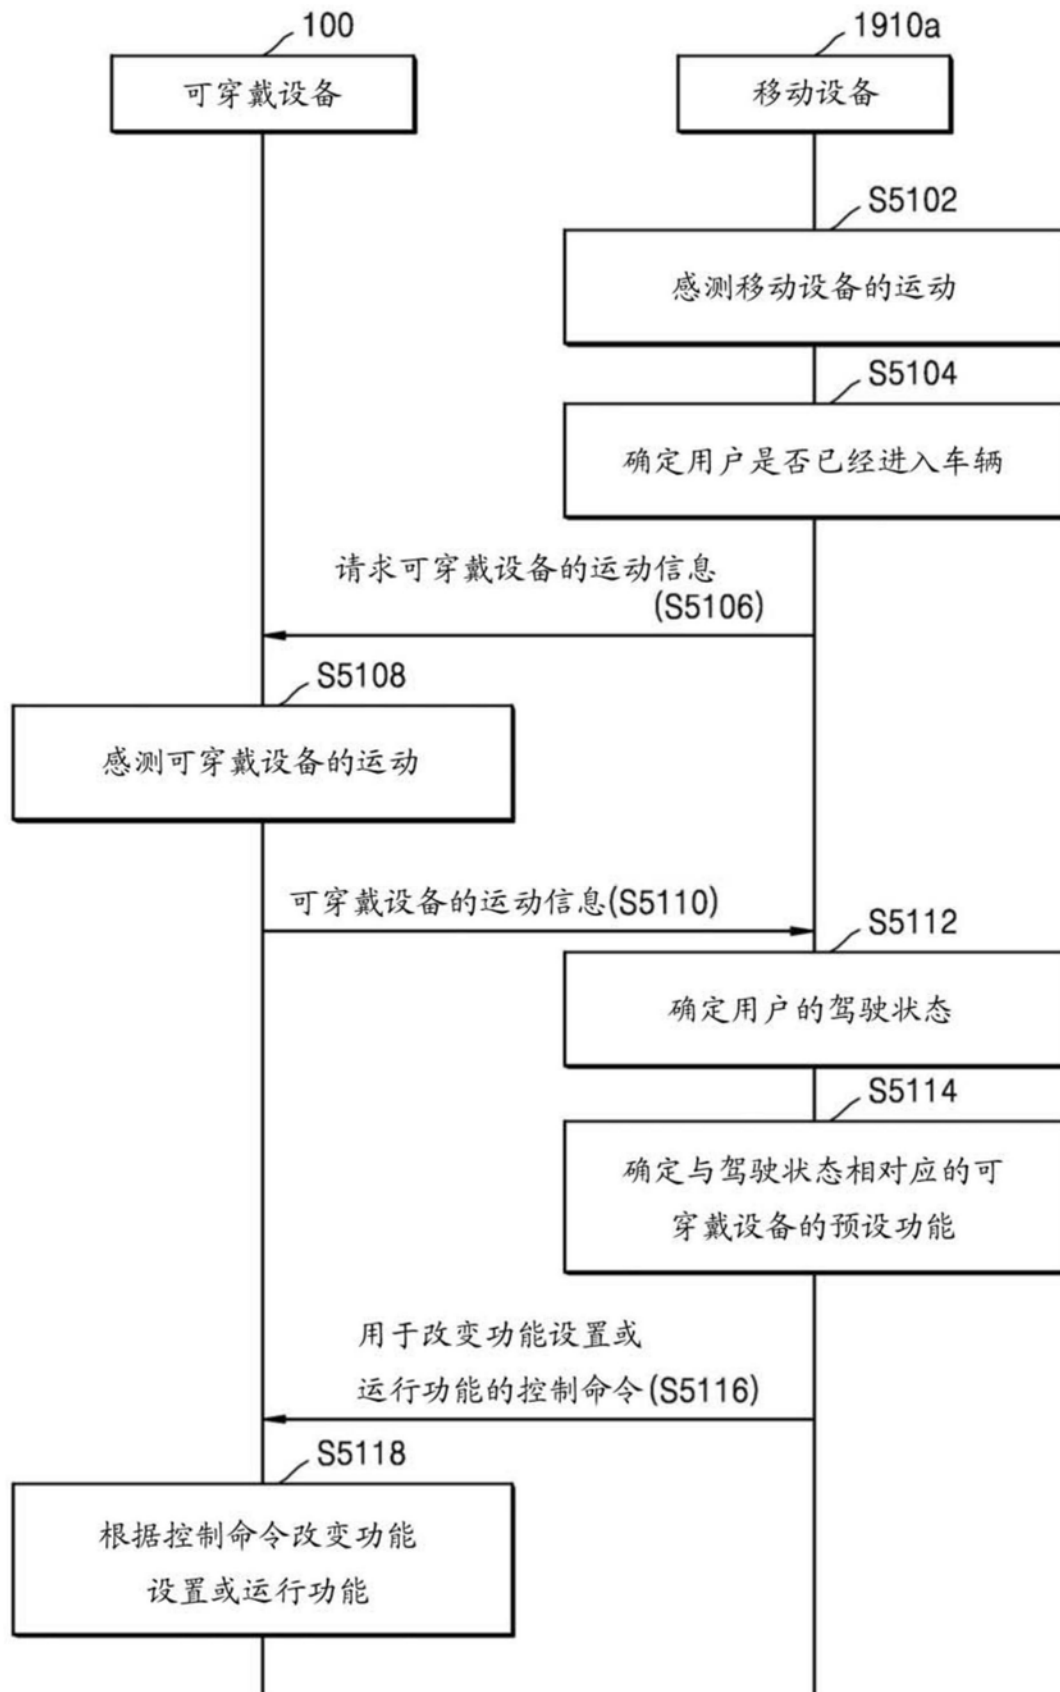 100
1910a
可穿戴设备
移动设备
S5102
感测移动设备的运动
S5104
确定用户是否已经进入车辆
请求可穿戴设备的运动信息
(S5106)
S5108
感测可穿戴设备的运动
可穿戴设备的运动信息(S5110)
S5112
确定用户的驾驶状态
S5114
确定与驾驶状态相对应的可
穿戴设备的预设功能
用于改变功能设置或
运行功能的控制命令(S5116)
S5118
根据控制命令改变功能
设置或运行功能